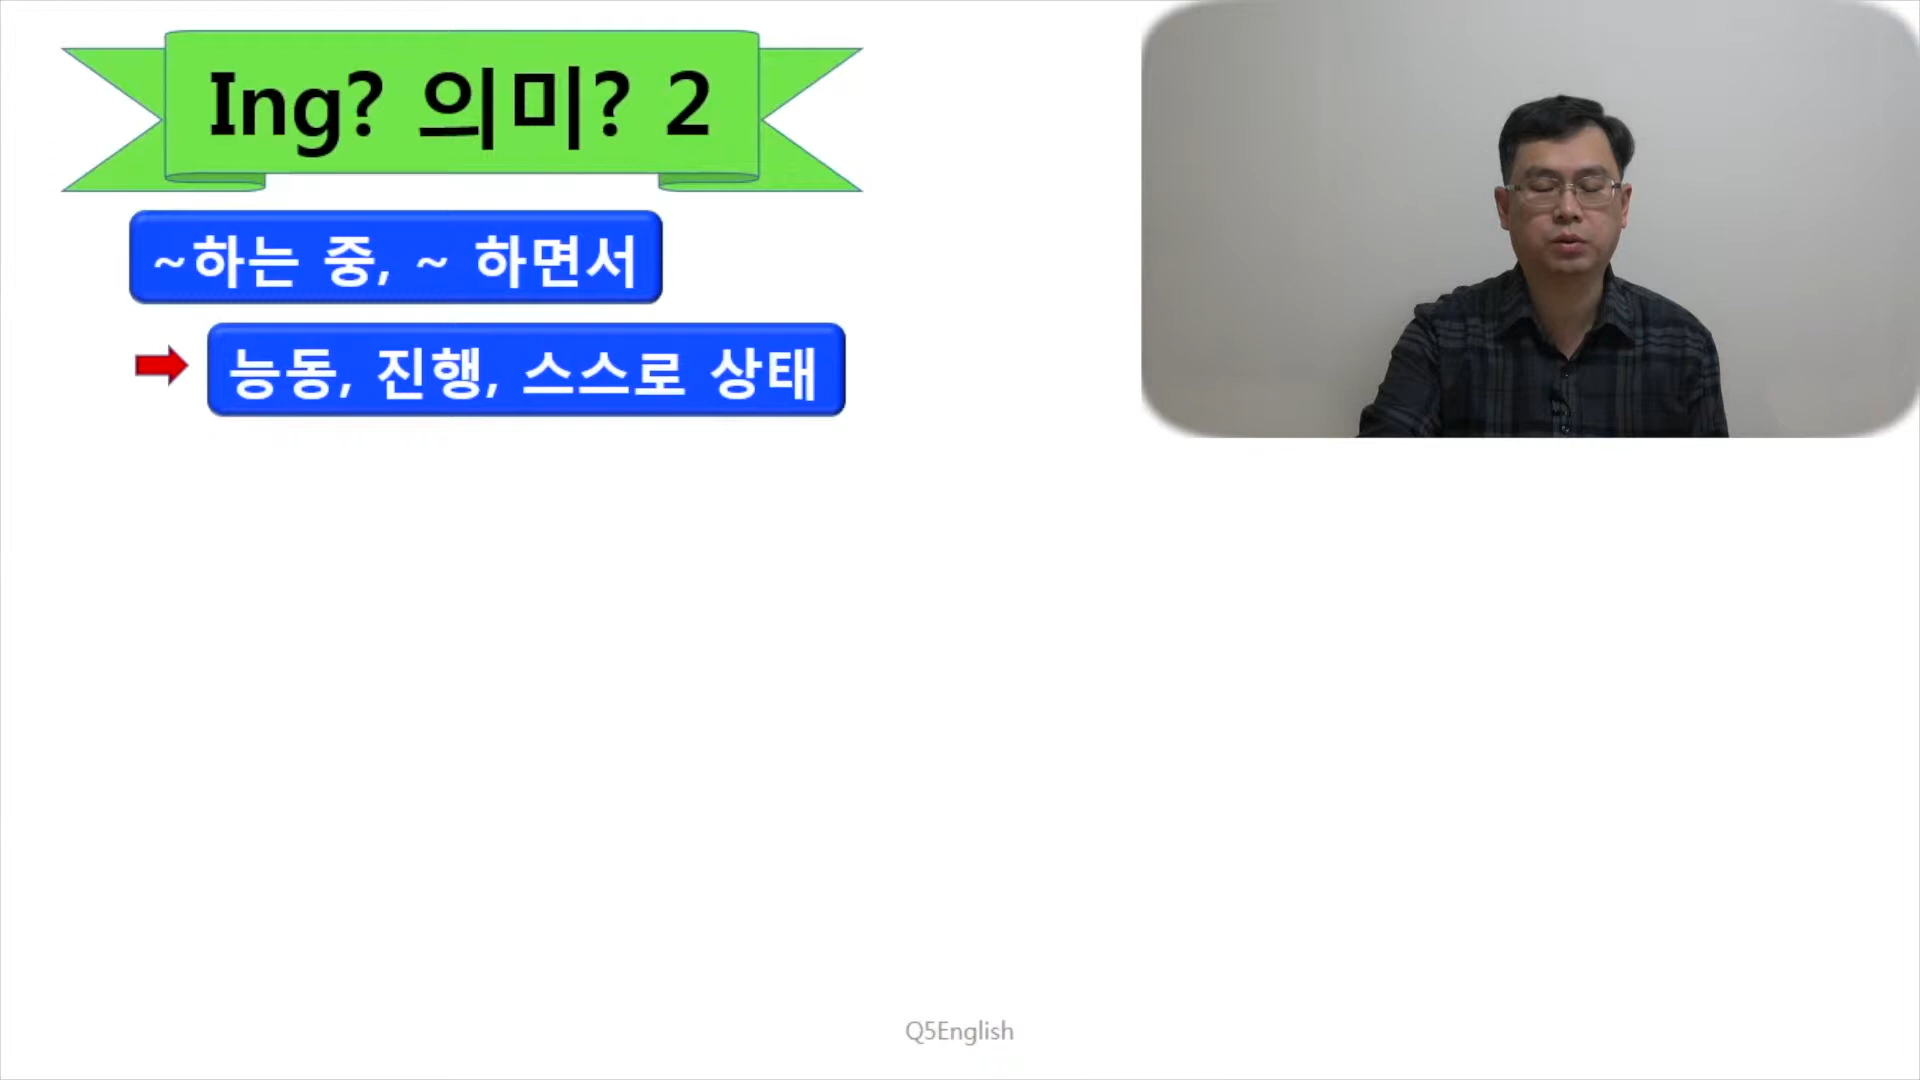 Ing? 의미? 2
~하는 중, ~ 하면서
능동, 진행, 스스로 상태
Q5English